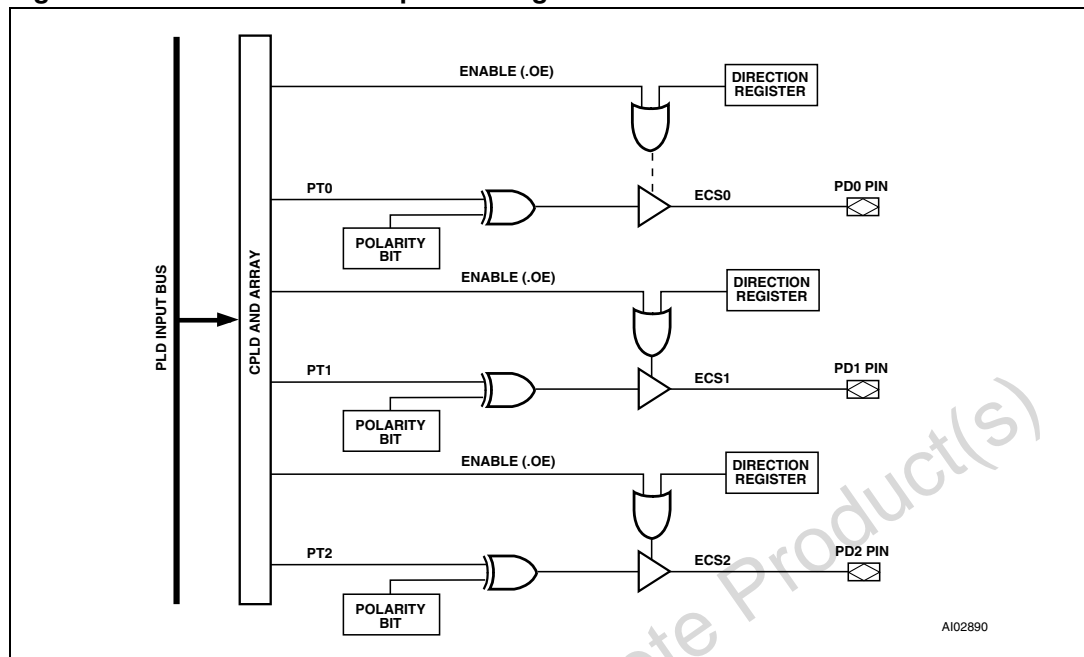 ENABLE (.OE)
DIRECTION
REGISTER
PT0
ECS0
PD0 PIN
POLARITY
BIT
ENABLE (.OE)
DIRECTION
REGISTER
PLD INPUT BUS
CPLD AND ARRAY
PT1
ECS1
PD1 PIN
POLARITY
BIT
ENABLE (.OE)
DIRECTION
REGISTER
PT2
ECS2
PD2 PIN
POLARITY
BIT
AI02890
Product(s)